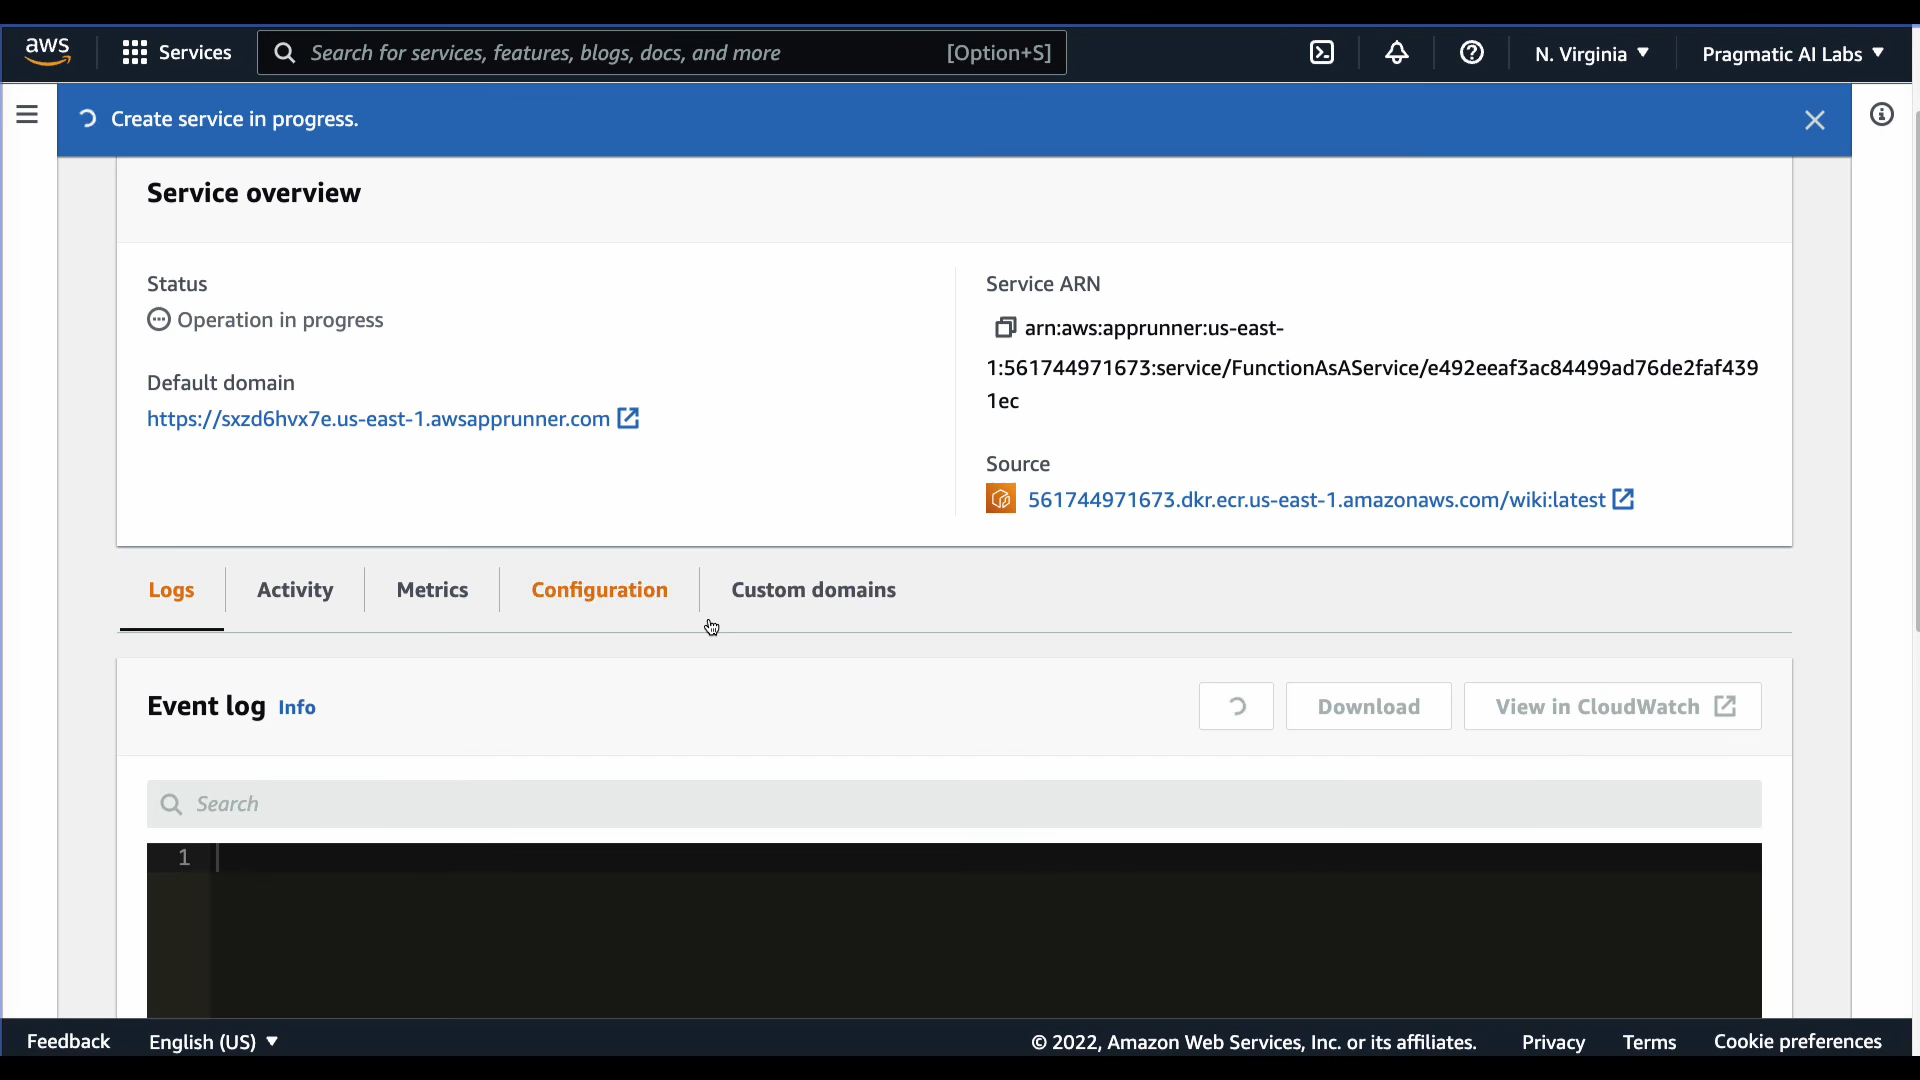 aws
Services
Search for services, features, blogs, docs, and more
[Option+S]
N. Virginia
Pragmatic AI Labs
Create service in progress.
Service overview
Status
Operation in progress
Default domain
https://sxzd6hvx7e.us-east-1.awsapprunner.com
Service ARN
arn:aws:apprunner:us-east-
1:561744971673:service/FunctionAsAService/e492eeaf3ac84499ad76de2faf439
1ec
Source
561744971673.dkr.ecr.us-east-1.amazonaws.com/wiki:latest
Logs
Activity
Metrics
Configuration
Custom domains
Event log Info
Download
View in CloudWatch
Search
1
Feedback
English (US)
© 2022, Amazon Web Services, Inc. or its affiliates.
Privacy
Terms
Cookie preferences